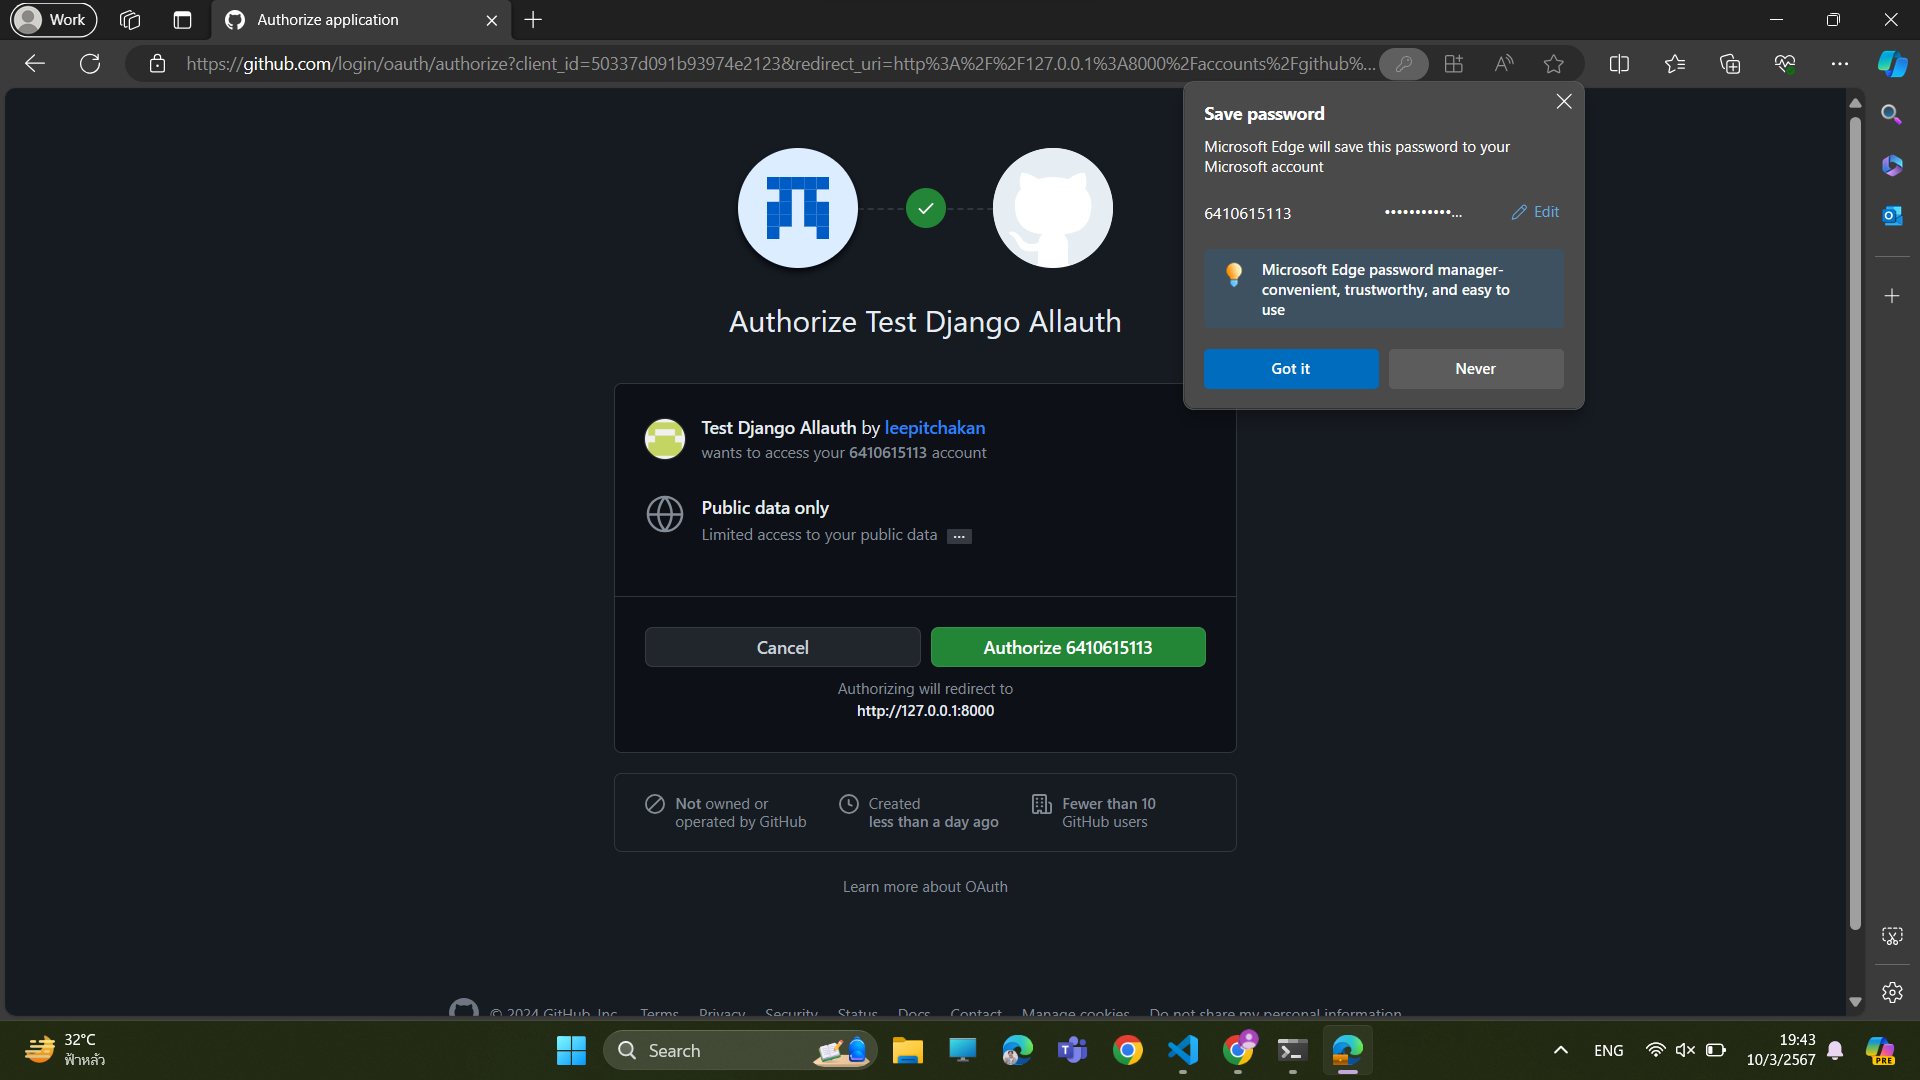 Work
Authorize application
https://github.com/login/oauth/authorize?client_id=50337d091b93974e2123&redirect_uri=http%3A%2F%2F127.0.0.1%3A8000%2Faccounts%2Fgithub%...
Save password
Microsoft Edge will save this password to your
Microsoft account
6410615113
••••••••••••...
Edit
Microsoft Edge password manager-
convenient, trustworthy, and easy to
use
Got it
Never
Authorize Test Django Allauth
Test Django Allauth by leepitchakan
wants to access your 6410615113 account
Public data only
Limited access to your public data ...
Cancel
Authorize 6410615113
Authorizing will redirect to
http://127.0.0.1:8000
Not owned or
operated by GitHub
Created
less than a day ago
Fewer than 10
GitHub users
Learn more about OAuth
© 2024 GitHub, Inc.
Terms
Privacy
Security
Status
Docs
Contact
Manage cookies
Do not share my personal information
32°C
ฟ้าหลัว
Search
ENG
19:43
10/3/2567
PRE